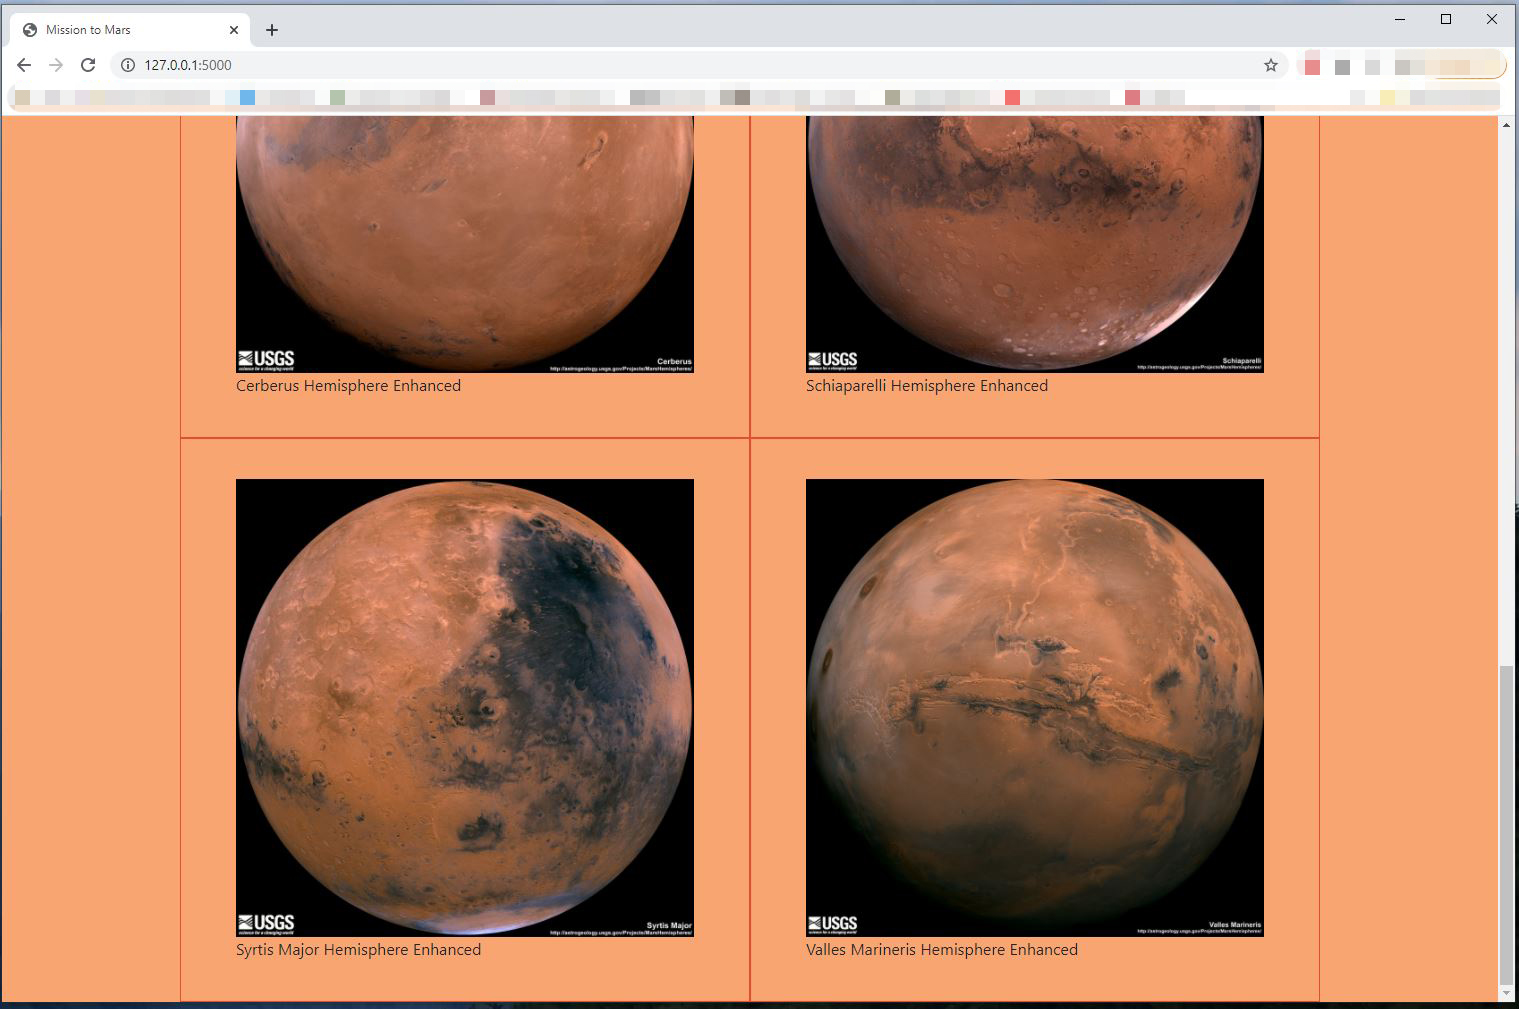 Mission to Mars
127.0.0.1:5000
USGS
science for a changing world
Cerberus
http://astrogeology.usgs.gov/Projects/MarsHemispheres/
Cerberus Hemisphere Enhanced
USGS
science for a changing world
Schiaparelli
http://astrogeology.usgs.gov/Projects/MarsHemispheres/
Schiaparelli Hemisphere Enhanced
USGS
science for a changing world
Syrtis Major
http://astrogeology.usgs.gov/Projects/MarsHemispheres/
Syrtis Major Hemisphere Enhanced
USGS
science for a changing world
Valles Marineris
http://astrogeology.usgs.gov/Projects/MarsHemispheres/
Valles Marineris Hemisphere Enhanced